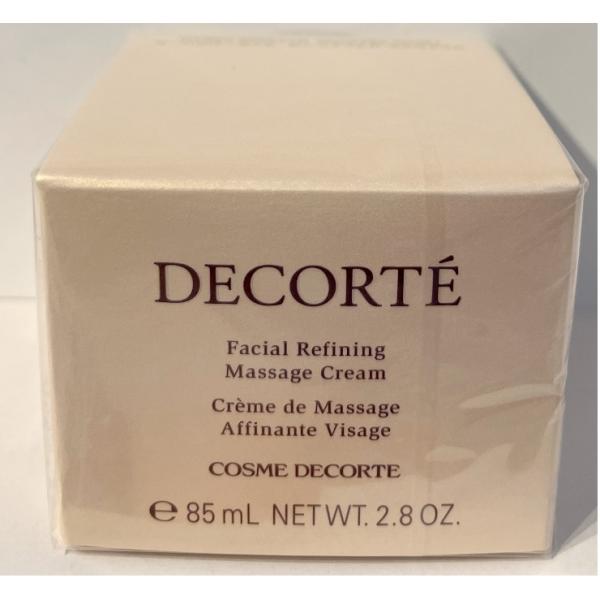 DECORTÉ
Facial Refining
Massage Cream
Crème de Massage
Affinante Visage
COSME DECORTE
℮ 85 mL NET WT. 2.8 OZ.